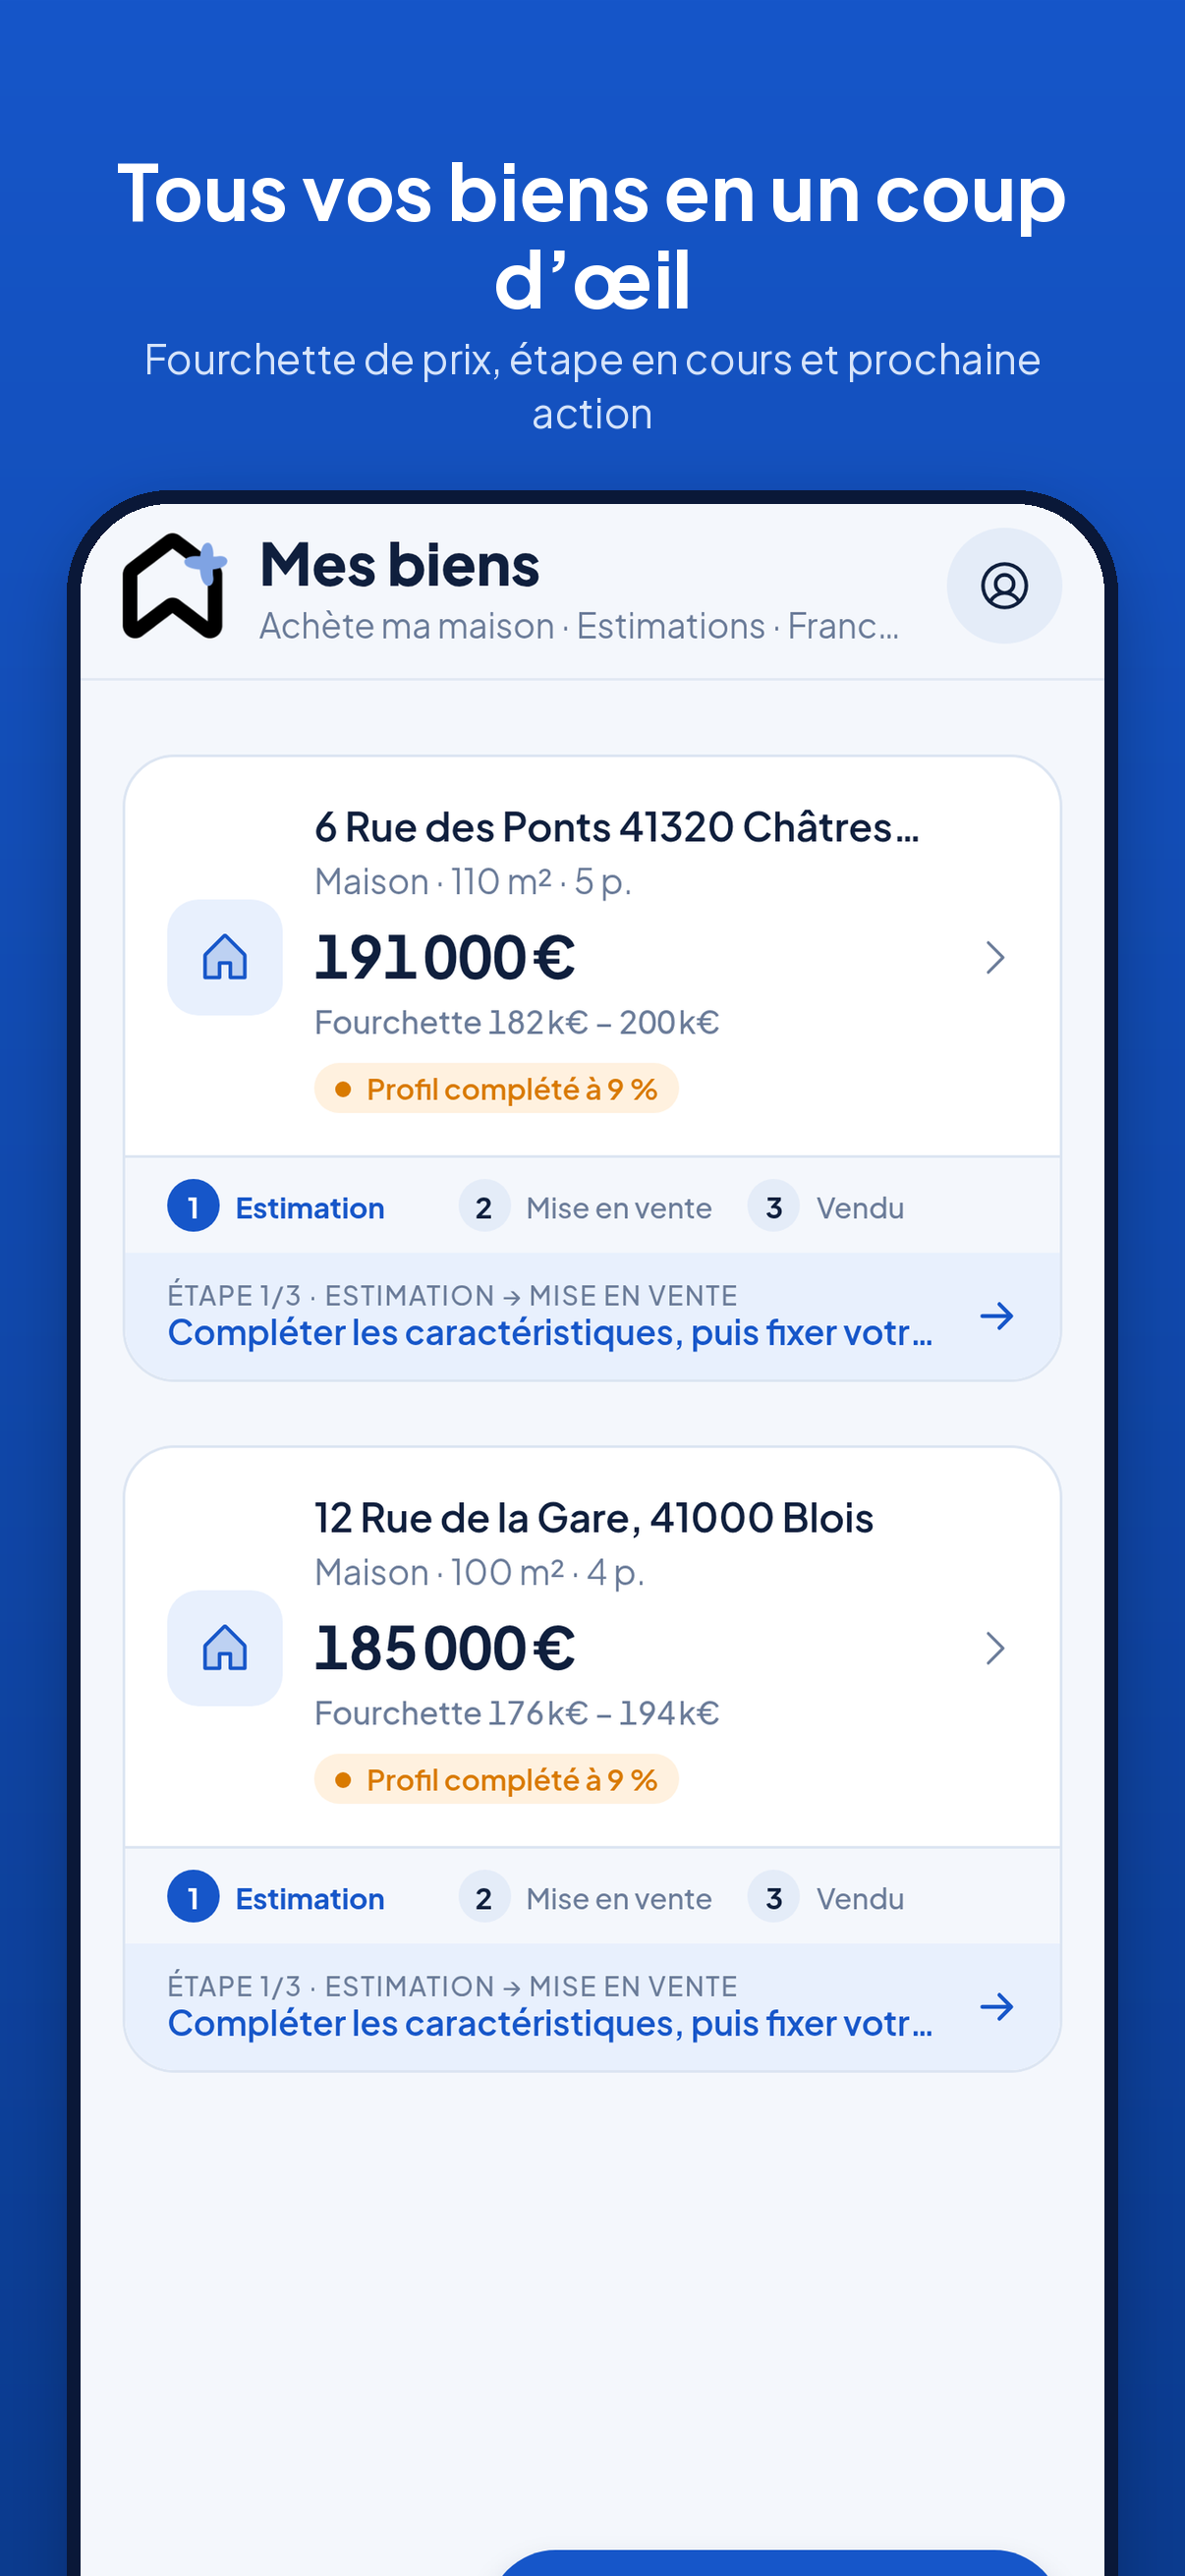 Tous vos biens en un coup
d’œil
Fourchette de prix, étape en cours et prochaine
action
Mes biens
Achète ma maison · Estimations · Franc…
6 Rue des Ponts 41320 Châtres…
Maison · 110 m² · 5 p.
191 000 €
Fourchette 182 k€ – 200 k€
Profil complété à 9 %
1 Estimation 2 Mise en vente 3 Vendu
ÉTAPE 1/3 · ESTIMATION → MISE EN VENTE
Compléter les caractéristiques, puis fixer votr…
12 Rue de la Gare, 41000 Blois
Maison · 100 m² · 4 p.
185 000 €
Fourchette 176 k€ – 194 k€
Profil complété à 9 %
1 Estimation 2 Mise en vente 3 Vendu
ÉTAPE 1/3 · ESTIMATION → MISE EN VENTE
Compléter les caractéristiques, puis fixer votr…